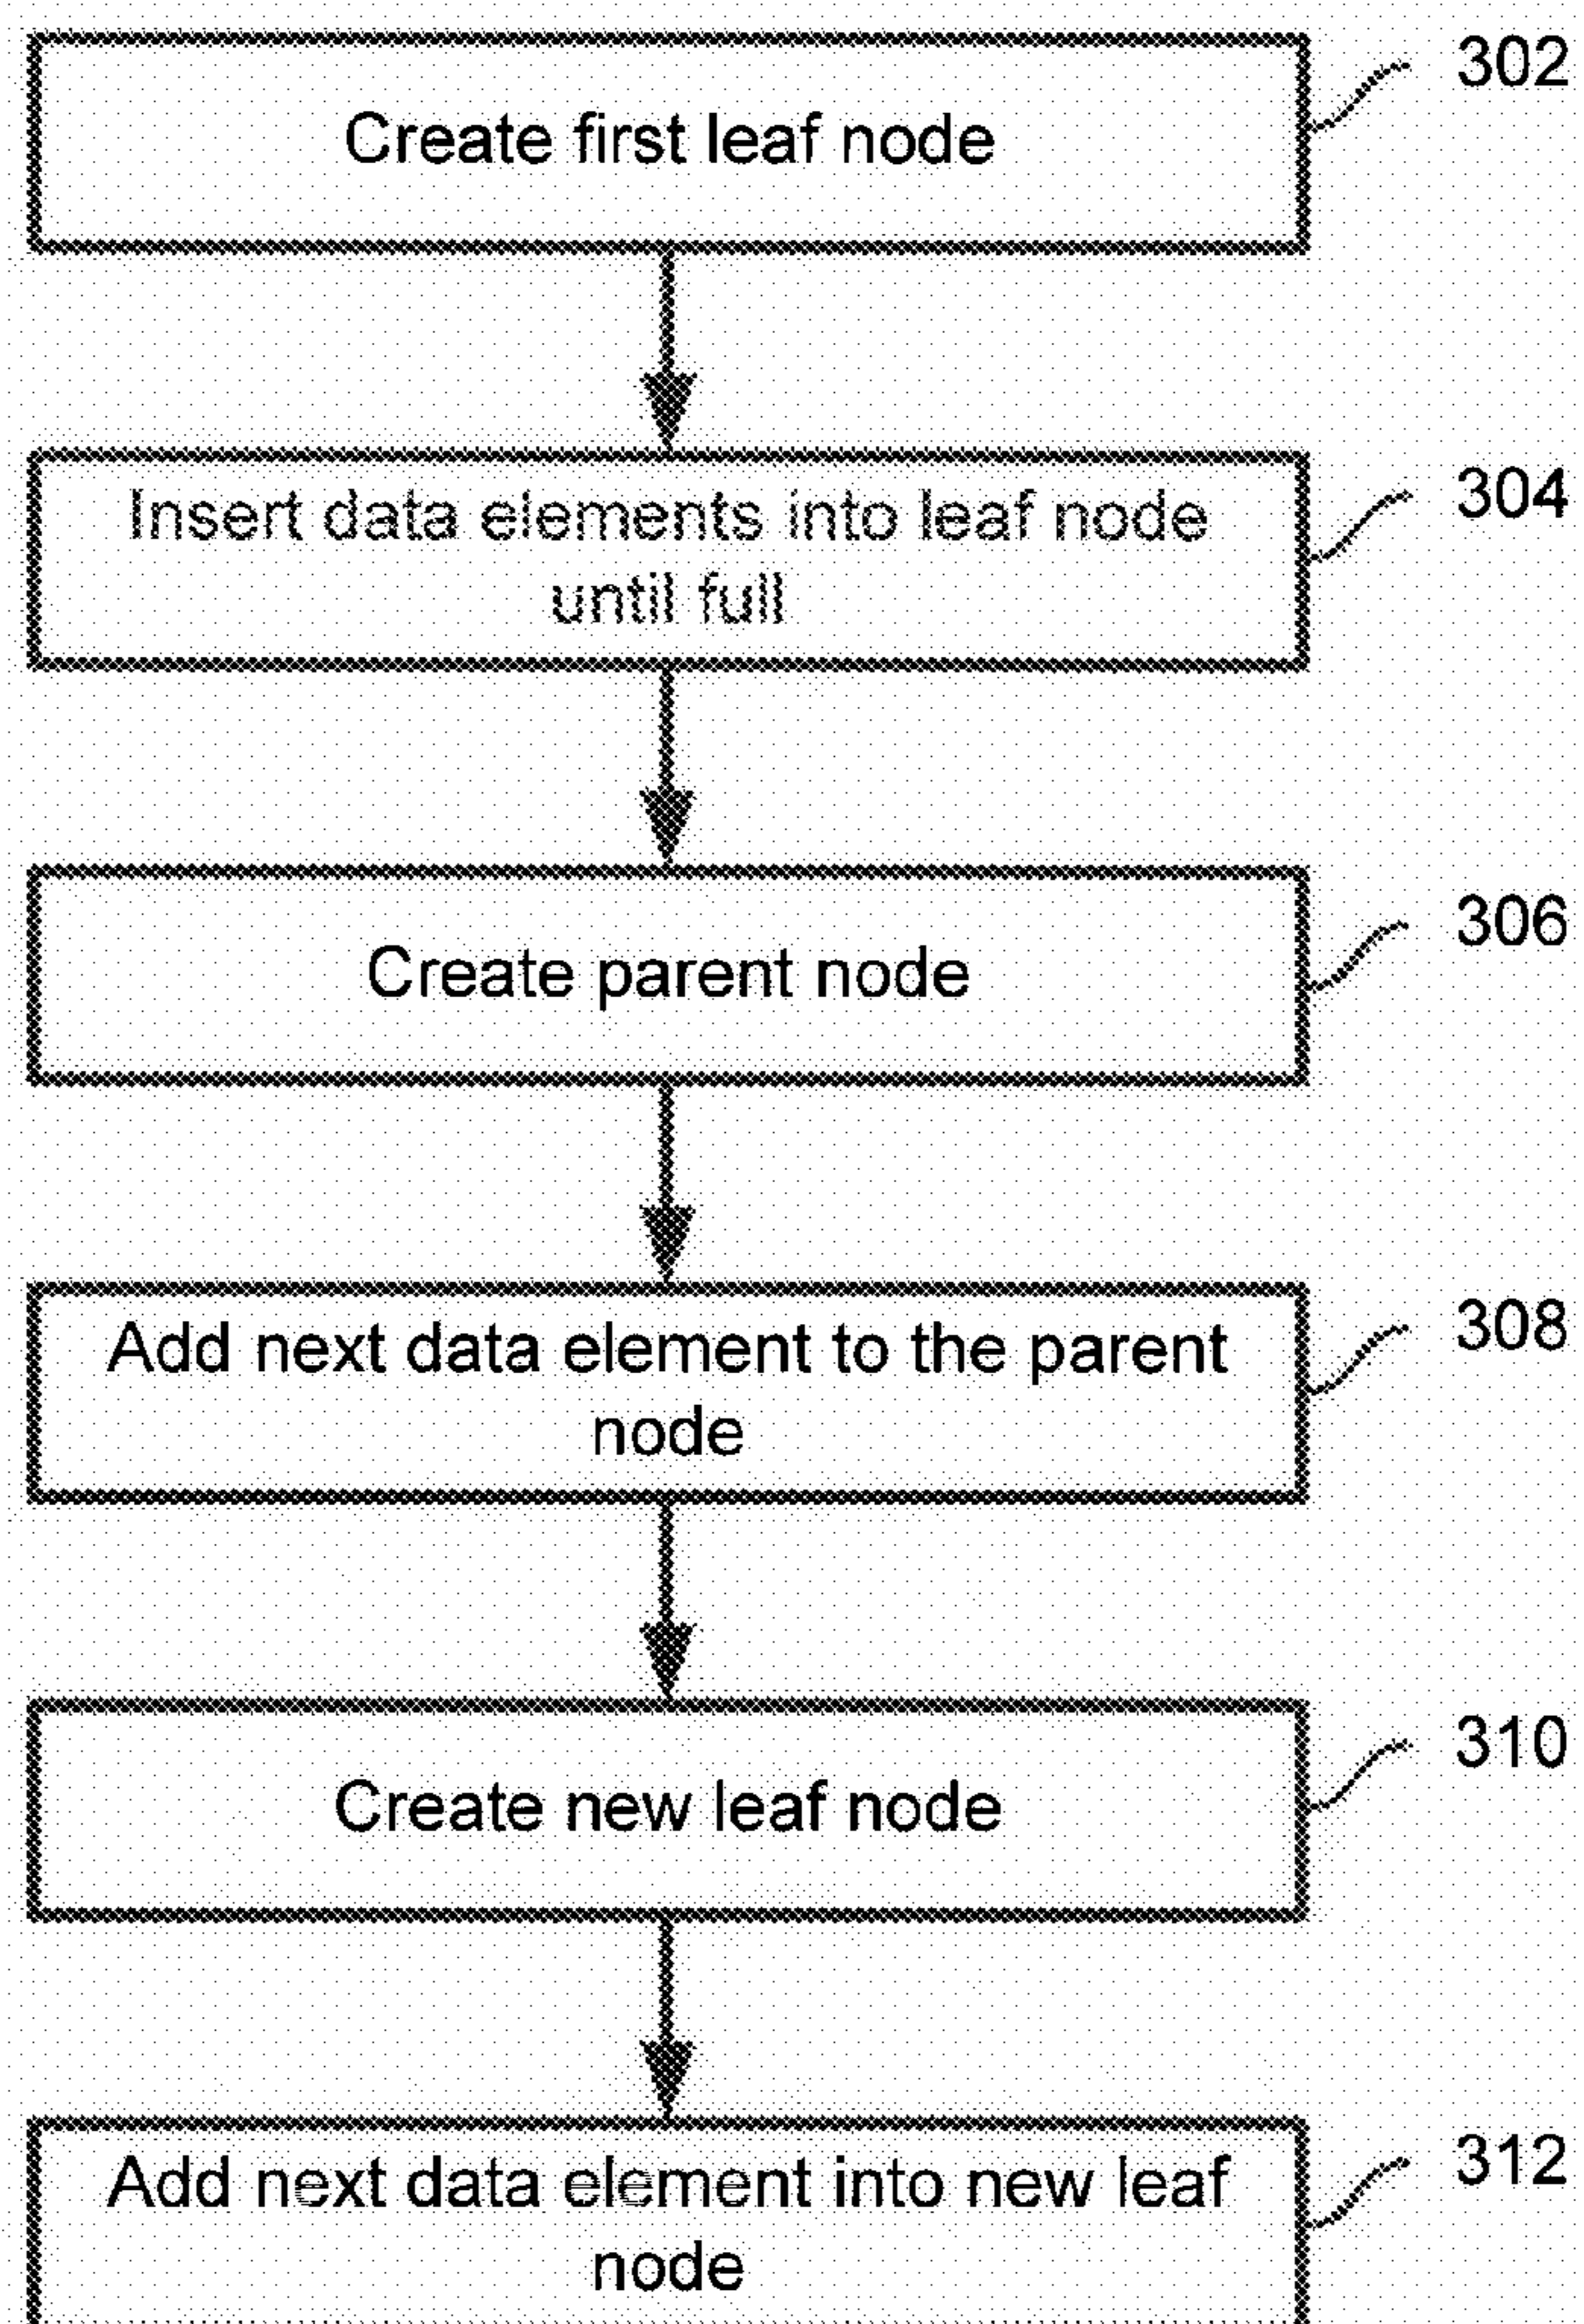 302
Create first leaf node
304
Insert data elements into leaf node
until full
306
Create parent node
308
Add next data element to the parent
node
310
Create new leaf node
312
Add next data element into new leaf
node